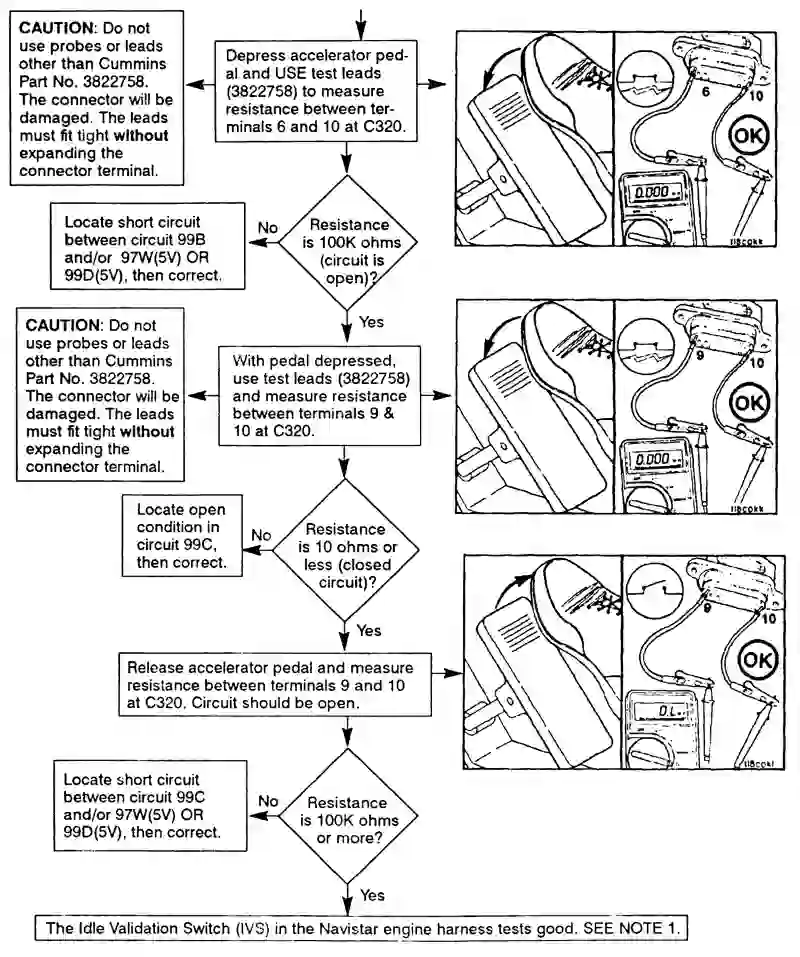 CAUTION: Do not
use probes or leads
other than Cummins
Part No. 3822758.
The connector will be
damaged. The leads
must fit tight without
expanding the
connector terminal.
Depress accelerator ped-
al and USE test leads
(3822758) to measure
resistance between ter-
minals 6 and 10 at C320.
6
10
OK
0.000
118C0KK
Resistance
is 100K ohms
(circuit is
open)?
No
Locate short circuit
between circuit 99B
and/or 97W(5V) OR
99D(5V), then correct.
Yes
CAUTION: Do not
use probes or leads
other than Cummins
Part No. 3822758.
The connector will be
damaged. The leads
must fit tight without
expanding the
connector terminal.
With pedal depressed,
use test leads (3822758)
and measure resistance
between terminals 9 &
10 at C320.
9
10
OK
0.000
118C0KK
Resistance
is 10 ohms or
less (closed
circuit)?
No
Locate open
condition in
circuit 99C,
then correct.
Yes
Release accelerator pedal and measure
resistance between terminals 9 and 10
at C320. Circuit should be open.
9
10
OK
O.L
Resistance
is 100K ohms
or more?
No
Locate short circuit
between circuit 99C
and/or 97W(5V) OR
99D(5V), then correct.
Yes
The Idle Validation Switch (IVS) in the Navistar engine harness tests good. SEE NOTE 1.